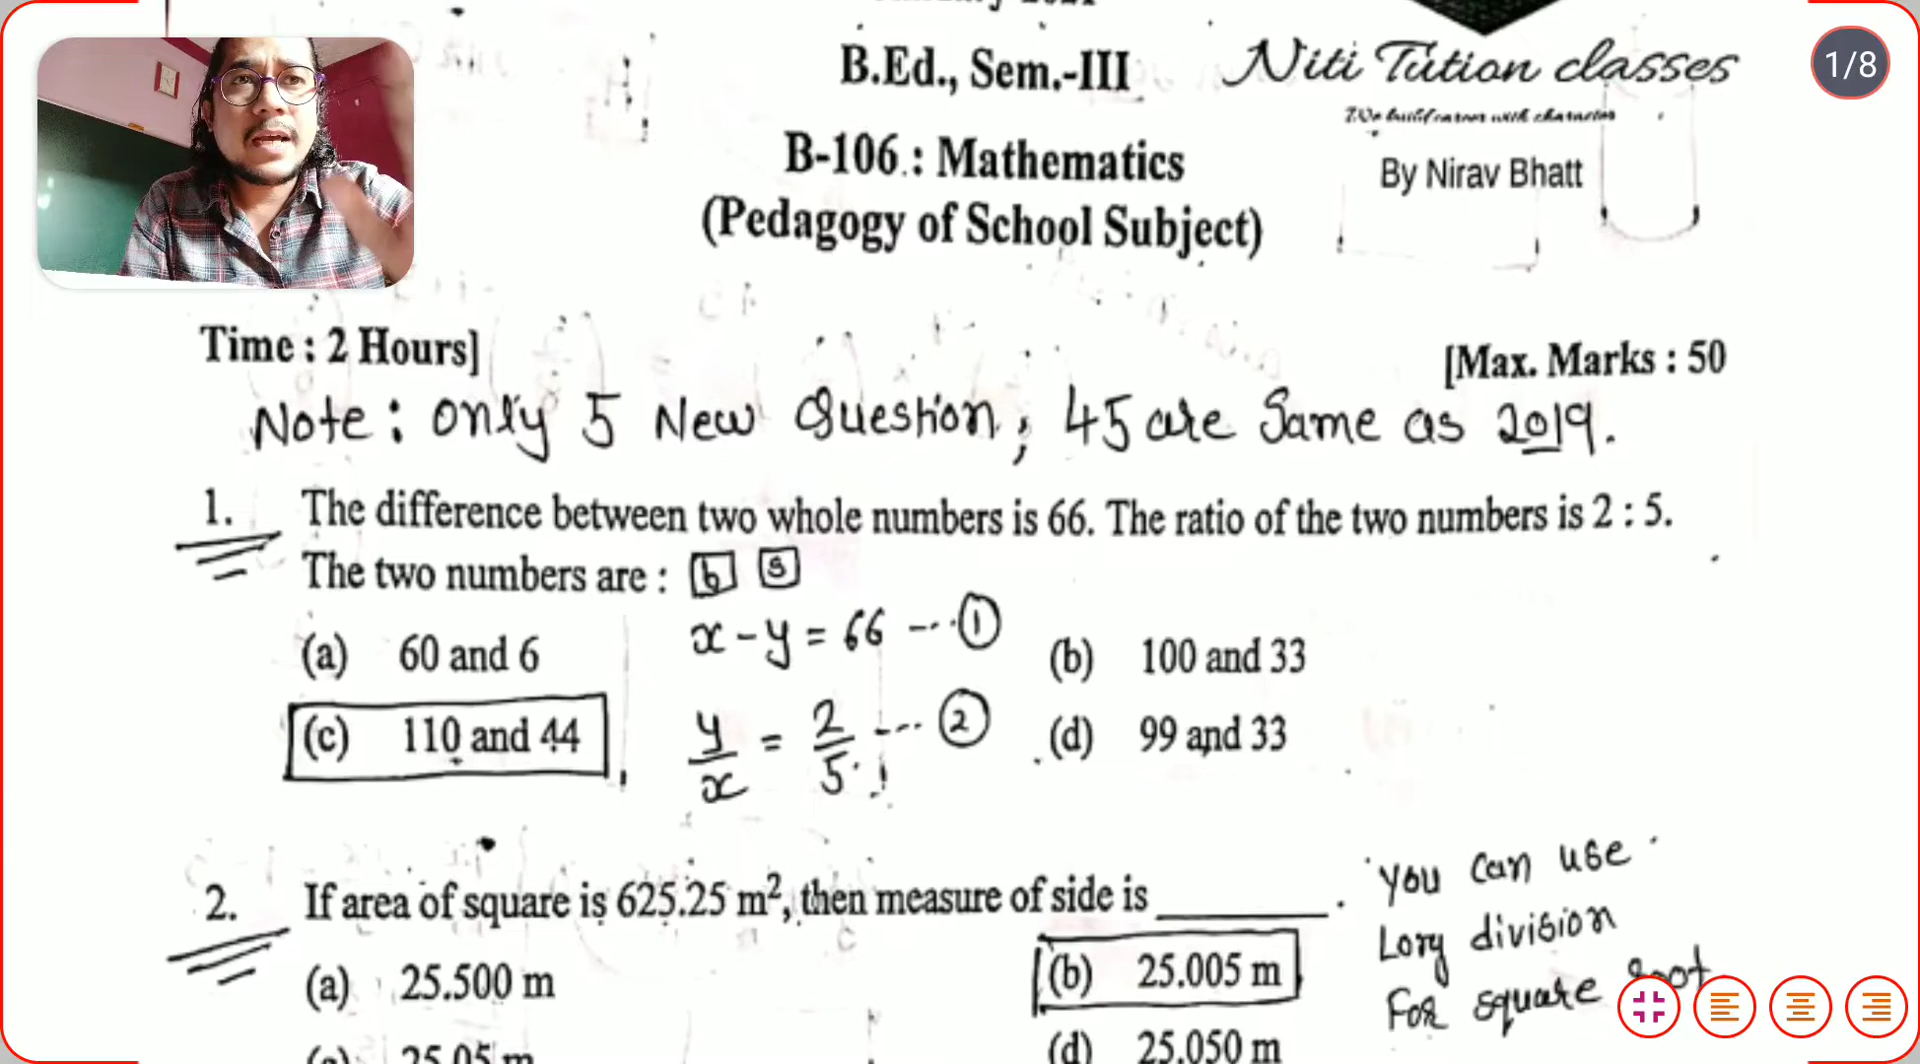 B.Ed., Sem.-III
Niti Tution classes
1/8
B-106 : Mathematics
By Nirav Bhatt
(Pedagogy of School Subject)
Time : 2 Hours]
[Max. Marks : 50
Note : only 5 New Question, 45 are Same as 2019.
1. The difference between two whole numbers is 66. The ratio of the two numbers is 2 : 5.
The two numbers are : b s
x - y = 66 --- 1
(a) 60 and 6
(b) 100 and 33
(c) 110 and 44
y/x = 2/5 --- 2
(d) 99 and 33
2. If area of square is 625.25 m², then measure of side is ________ .
you can use
Long division
For square root
(a) 25.500 m
(b) 25.005 m
(c) 25.05 m
(d) 25.050 m